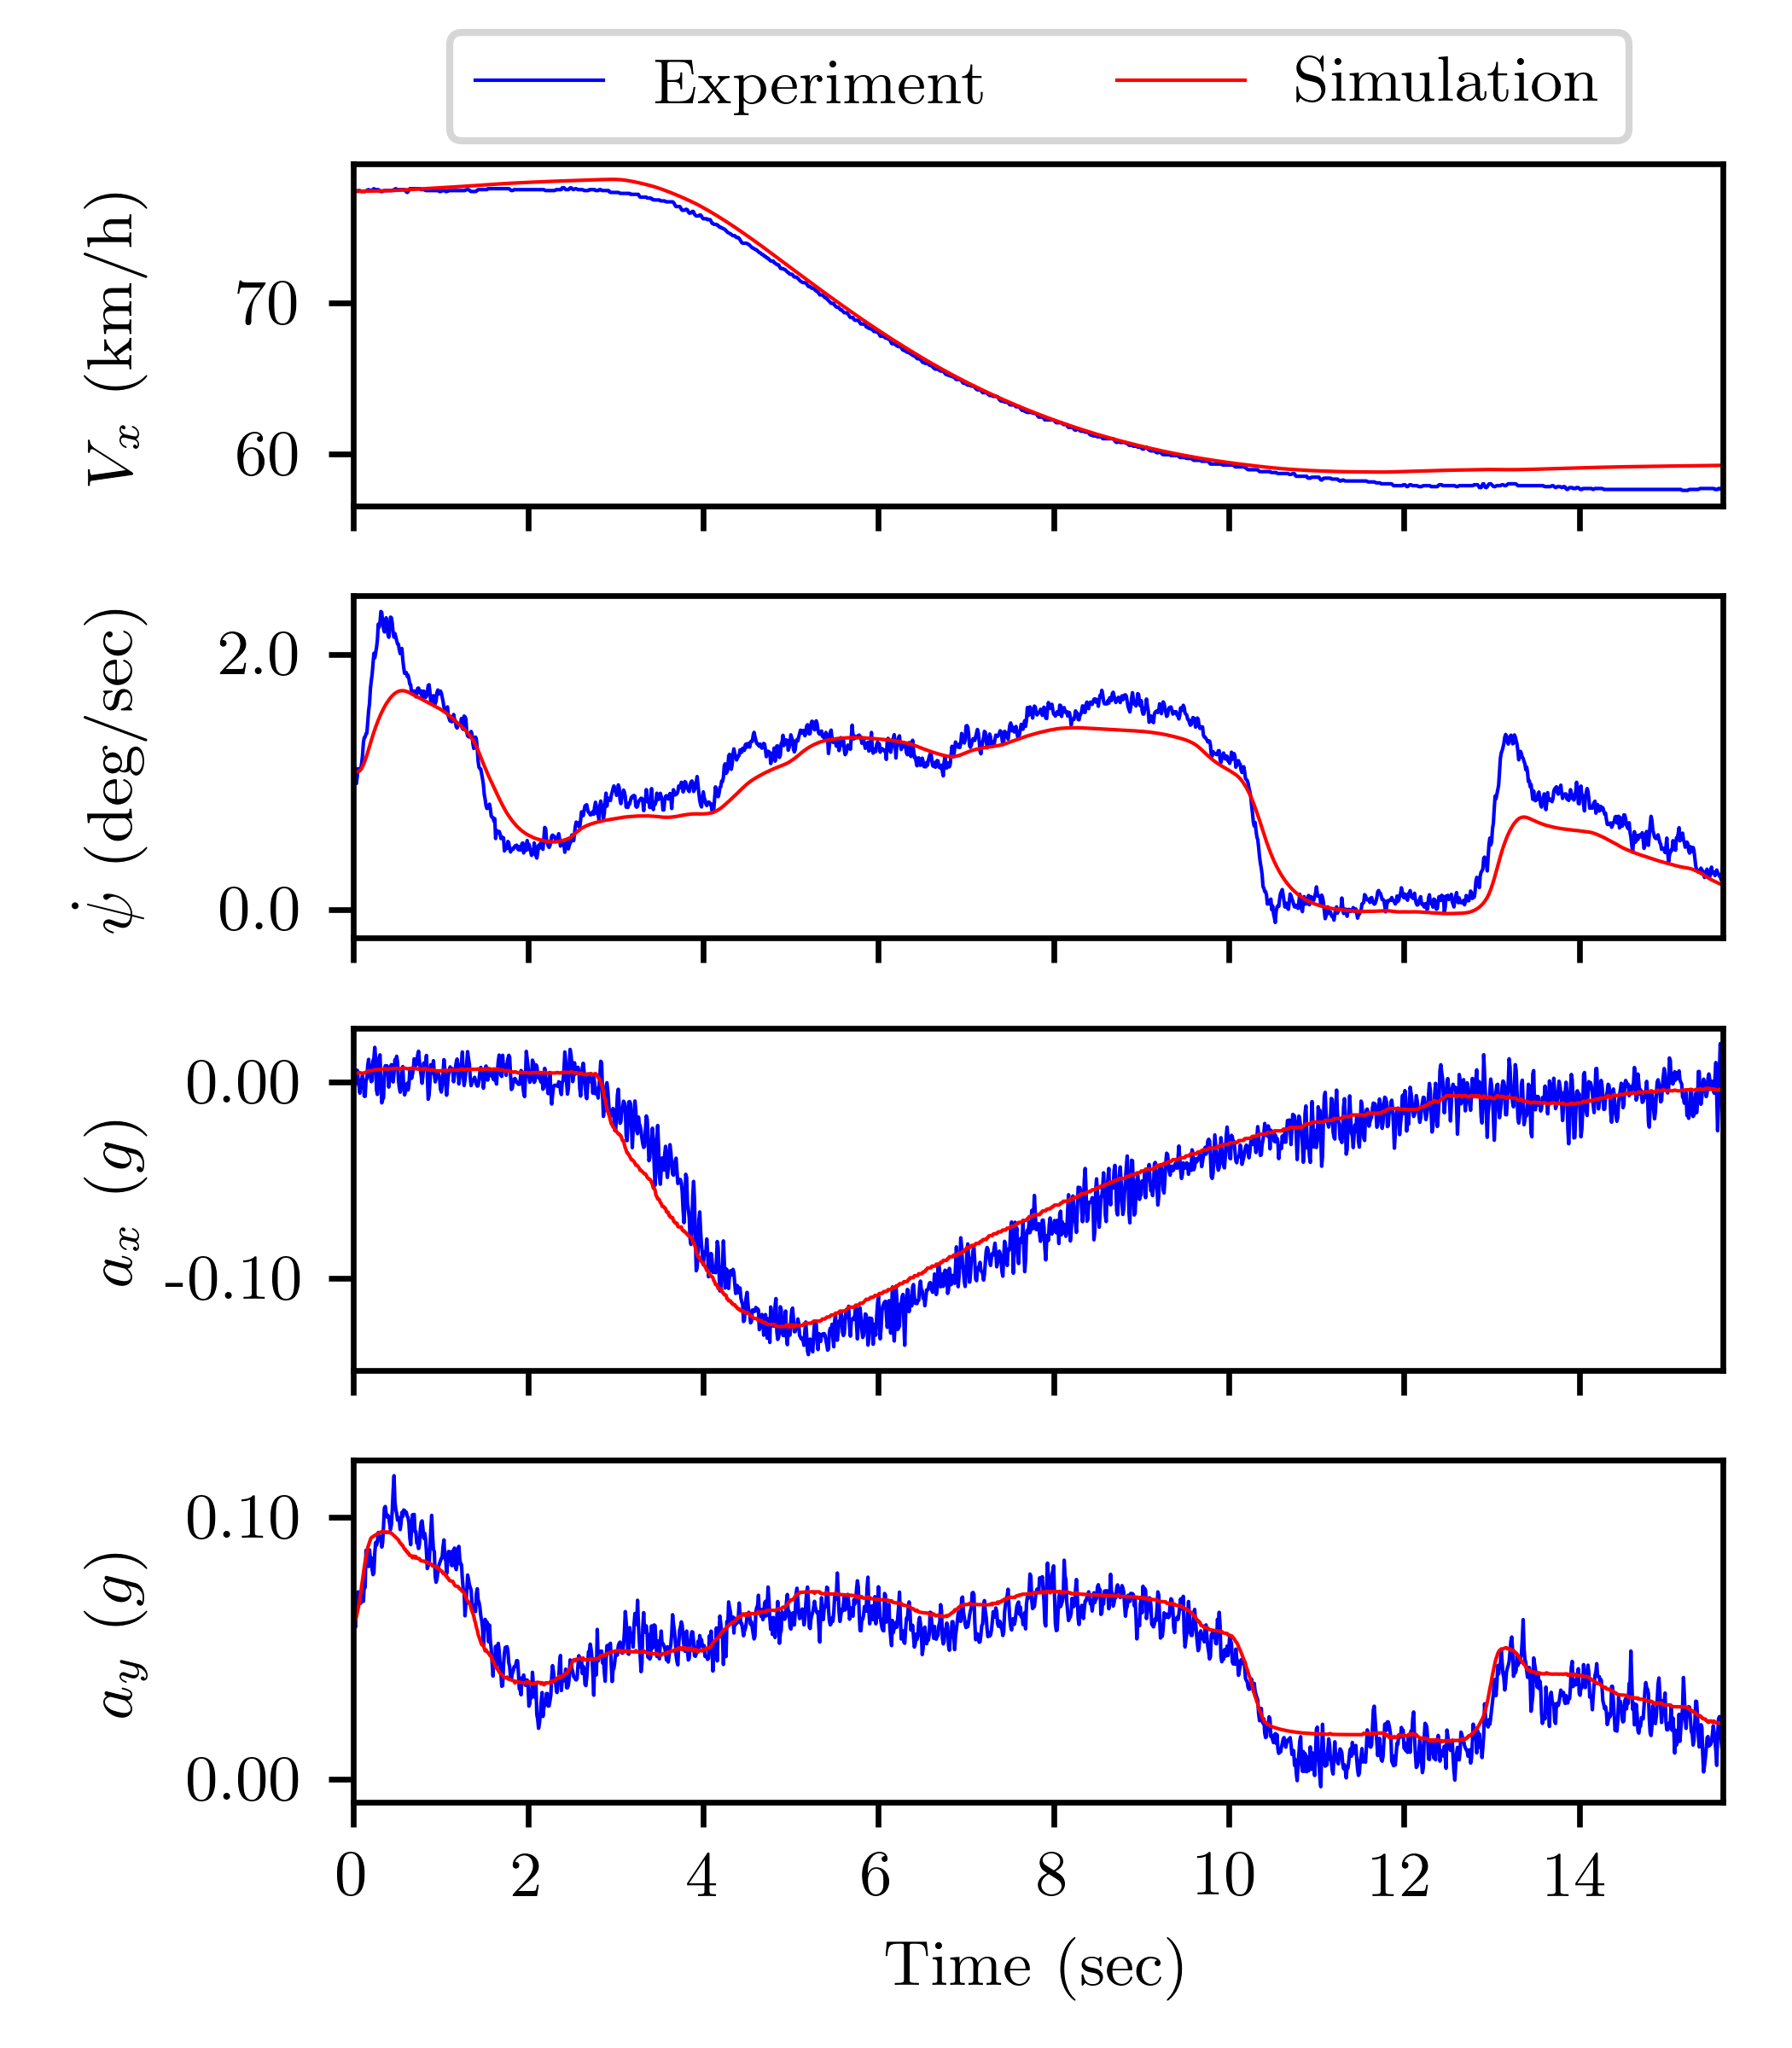 Experiment Simulation
V_x (km/h)
70
60
ψ̇ (deg/sec)
2.0
0.0
a_x (g)
0.00
-0.10
a_y (g)
0.10
0.00
0 2 4 6 8 10 12 14
Time (sec)